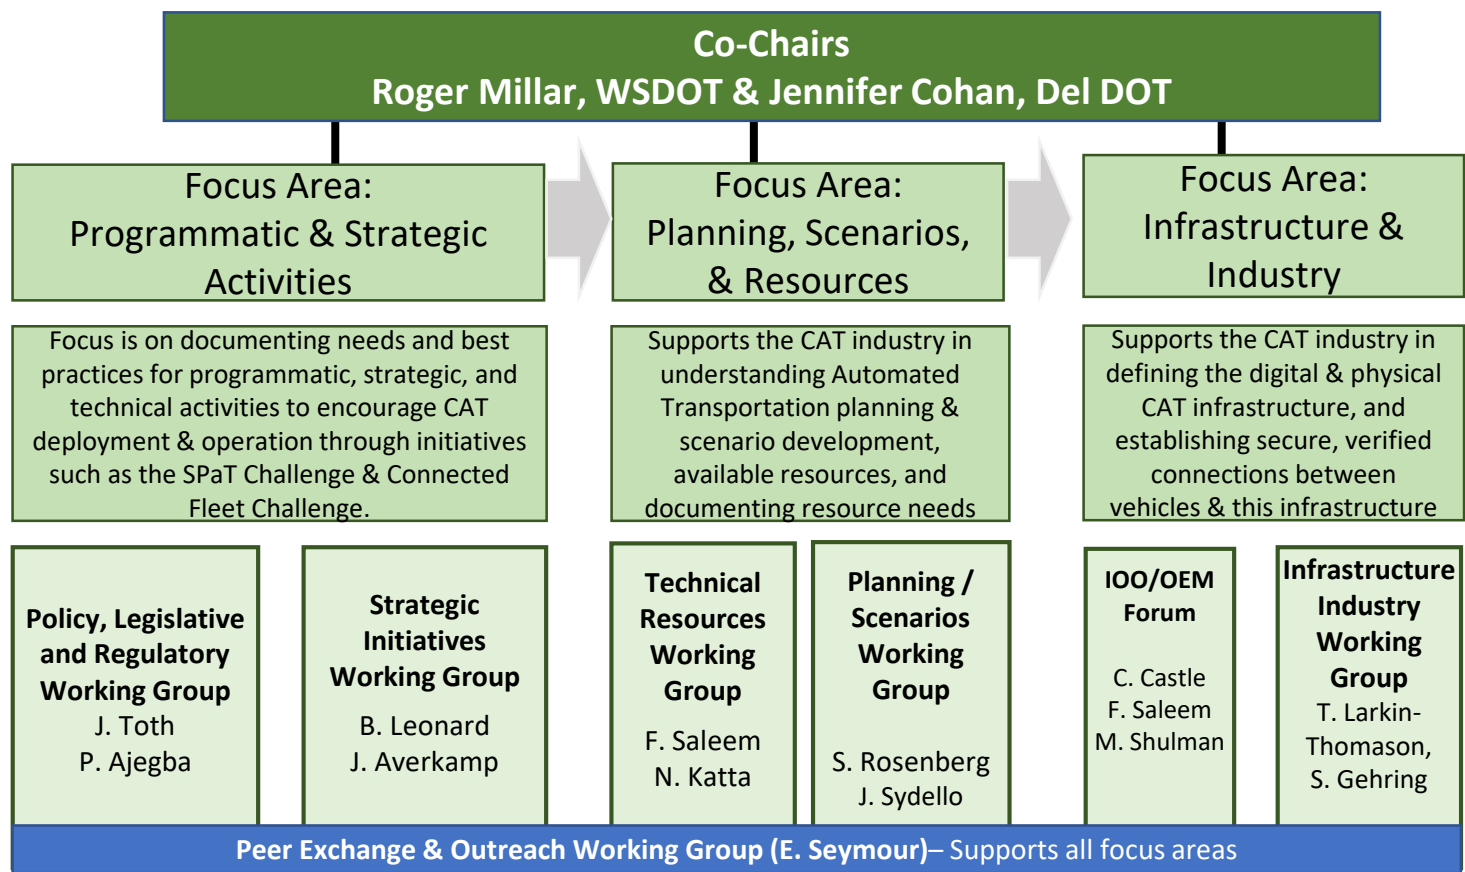 Co-Chairs
Roger Millar, WSDOT & Jennifer Cohan, Del DOT
Focus Area:
Programmatic & Strategic
Activities
Focus Area:
Planning, Scenarios,
& Resources
Focus Area:
Infrastructure &
Industry
Focus is on documenting needs and best
practices for programmatic, strategic, and
technical activities to encourage CAT
deployment & operation through initiatives
such as the SPaT Challenge & Connected
Fleet Challenge.
Supports the CAT industry in
understanding Automated
Transportation planning &
scenario development,
available resources, and
documenting resource needs
Supports the CAT industry in
defining the digital & physical
CAT infrastructure, and
establishing secure, verified
connections between
vehicles & this infrastructure
Policy, Legislative
and Regulatory
Working Group
J. Toth
P. Ajegba
Strategic
Initiatives
Working Group
B. Leonard
J. Averkamp
Technical
Resources
Working
Group
F. Saleem
N. Katta
Planning /
Scenarios
Working
Group
S. Rosenberg
J. Sydello
IOO/OEM
Forum
C. Castle
F. Saleem
M. Shulman
Infrastructure
Industry
Working
Group
T. Larkin-
Thomason,
S. Gehring
Peer Exchange & Outreach Working Group (E. Seymour)– Supports all focus areas